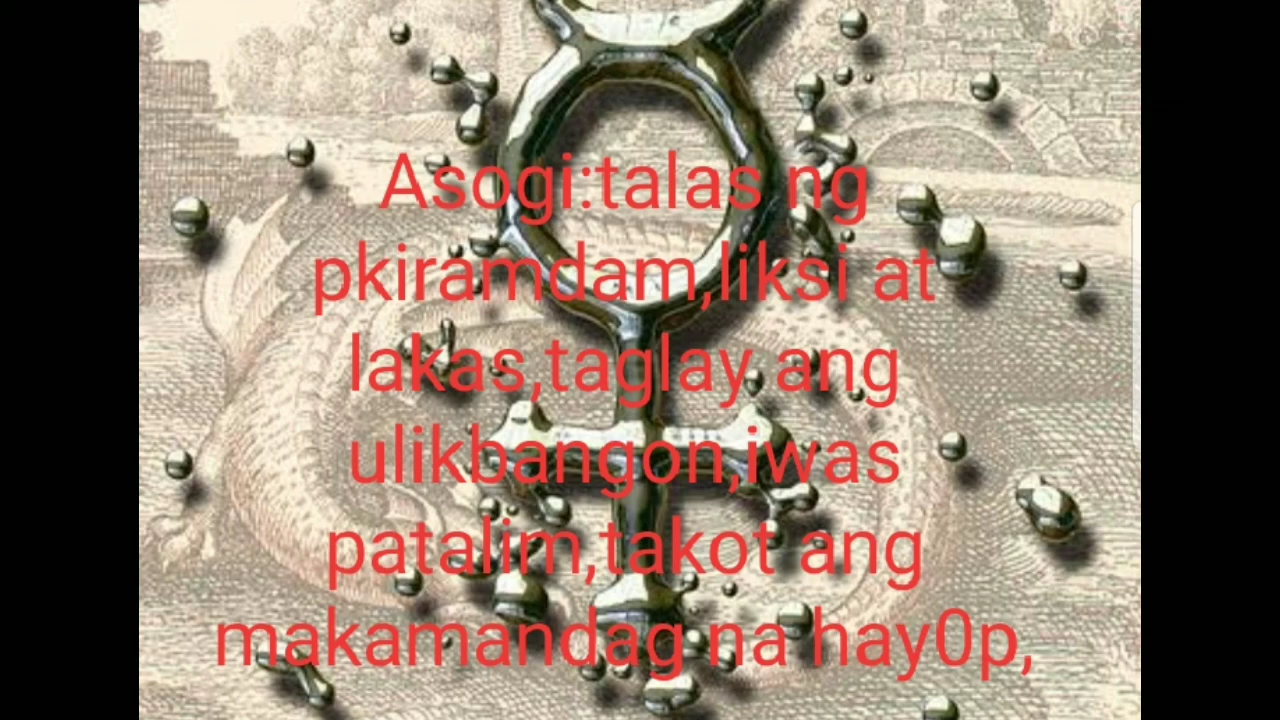 Asogi:talas ng
pkiramdam,liksi at
lakas,taglay ang
ulikbangon,iwas
patalim,takot ang
makamandag na hay0p,